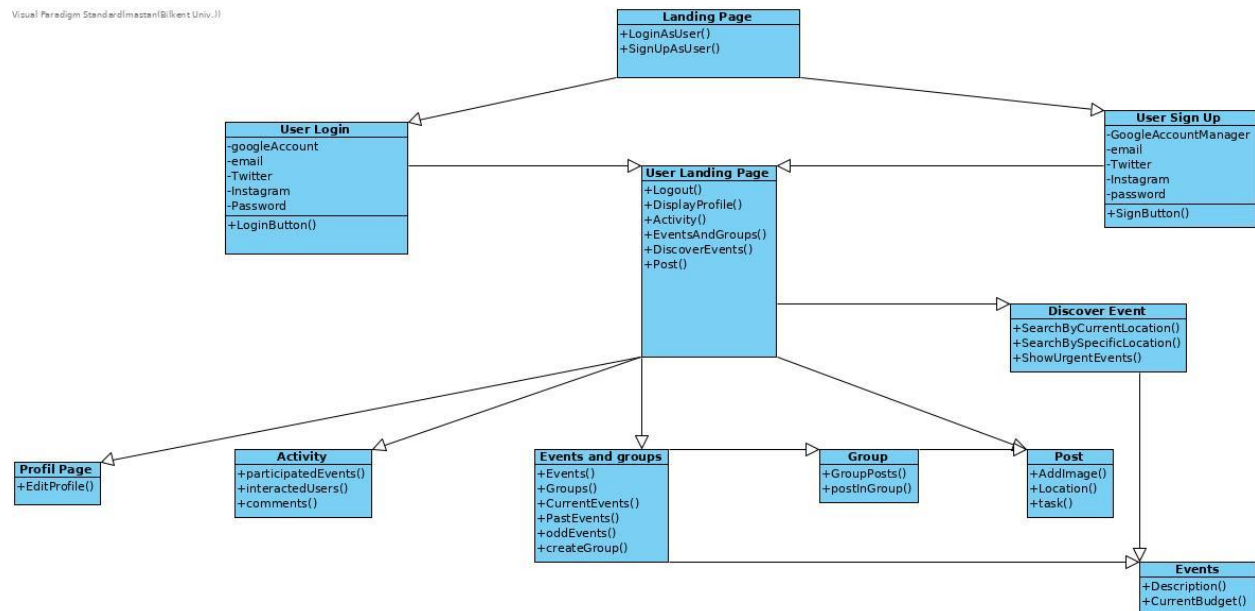 Visual Paradigm Standard(mastan(Bilkent Univ.))
Landing Page
+LoginAsUser()
+SignUpAsUser()
User Login
-googleAccount
-email
-Twitter
-Instagram
-Password
+LoginButton()
User Sign Up
-GoogleAccountManager
-email
-Twitter
-Instagram
-password
+SignButton()
User Landing Page
+Logout()
+DisplayProfile()
+Activity()
+EventsAndGroups()
+DiscoverEvents()
+Post()
Discover Event
+SearchByCurrentLocation()
+SearchBySpecificLocation()
+ShowUrgentEvents()
Profil Page
+EditProfile()
Activity
+participatedEvents()
+interactedUsers()
+comments()
Events and groups
+Events()
+Groups()
+CurrentEvents()
+PastEvents()
+oddEvents()
+createGroup()
Group
+GroupPosts()
+postInGroup()
Post
+AddImage()
+Location()
+task()
Events
+Description()
+CurrentBudget()